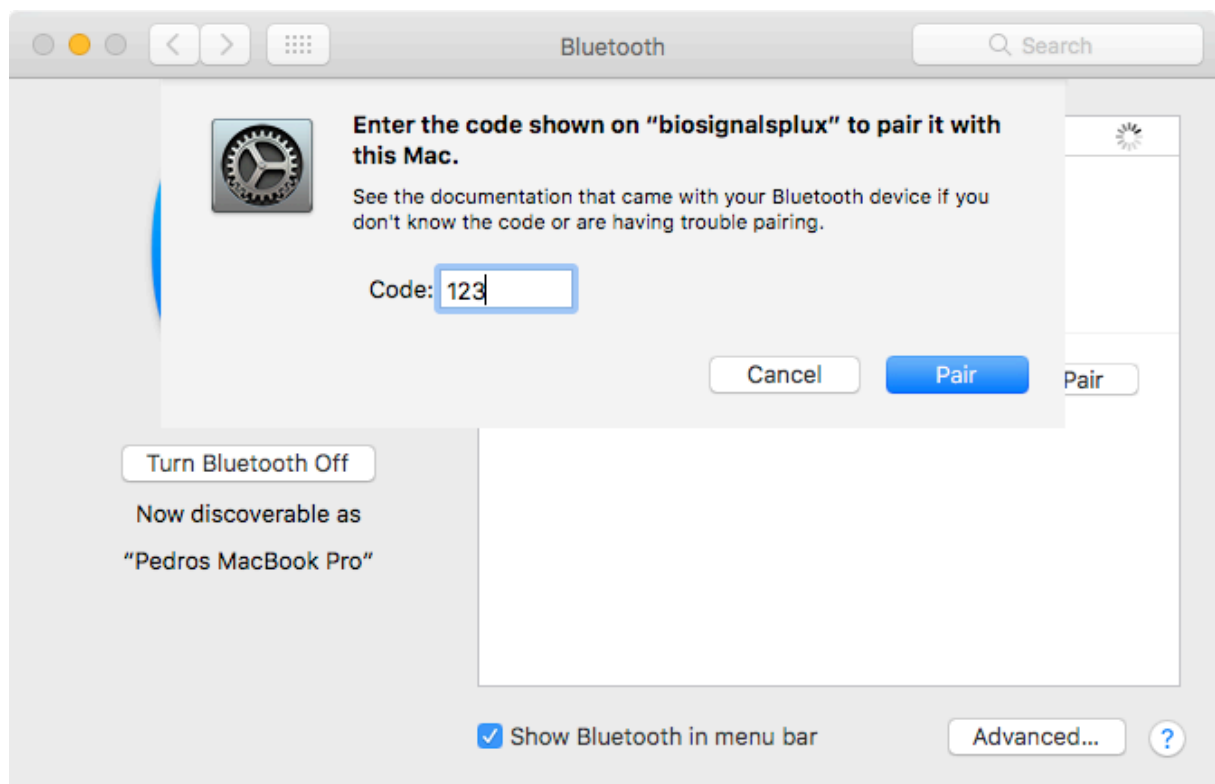 Bluetooth
Search
Enter the code shown on “biosignalsplux” to pair it with
this Mac.
See the documentation that came with your Bluetooth device if you
don't know the code or are having trouble pairing.
Code: 123
Cancel
Pair
Pair
Turn Bluetooth Off
Now discoverable as
“Pedros MacBook Pro”
Show Bluetooth in menu bar
Advanced...
?